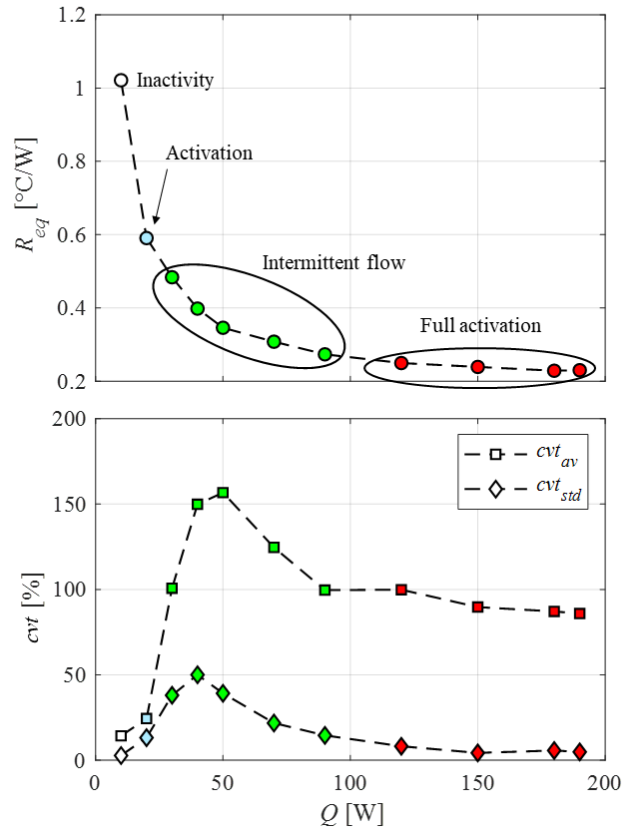 1.2
1
0.8
0.6
0.4
0.2
R_eq [°C/W]
Inactivity
Activation
Intermittent flow
Full activation
200
150
100
50
0
cvt [%]
cvt_av
cvt_std
0 50 100 150 200
Q [W]